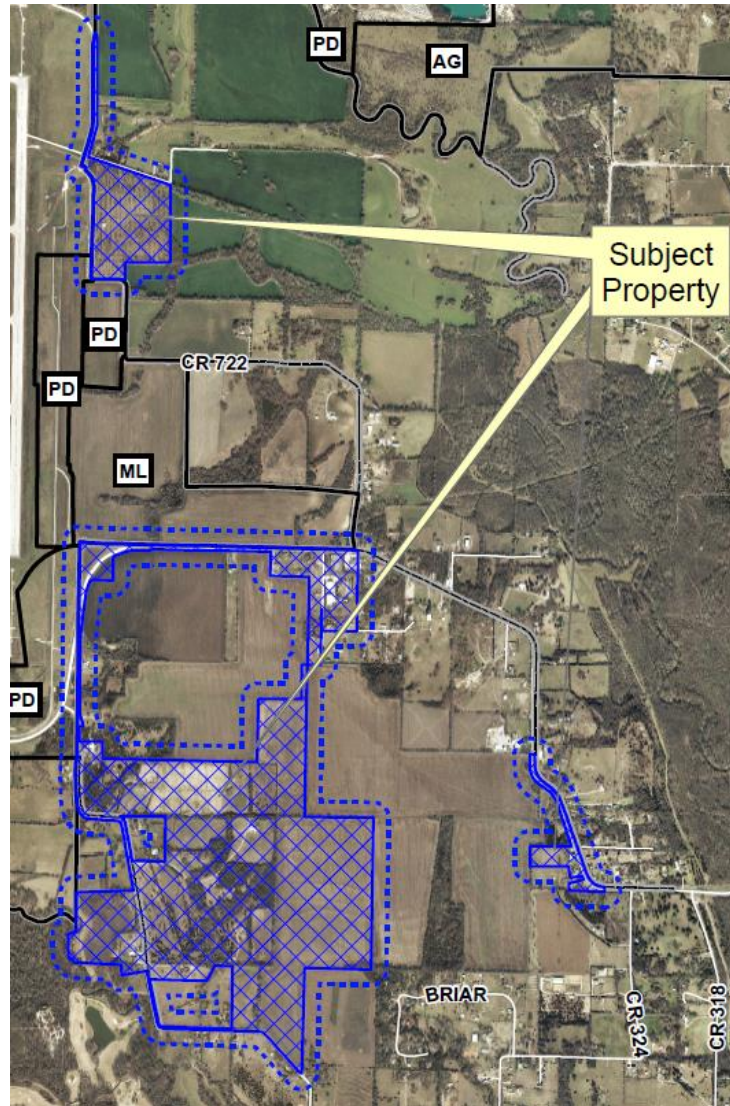 PD
AG
Subject
Property
PD
CR 722
PD
ML
PD
BRIAR
CR 324
CR 318